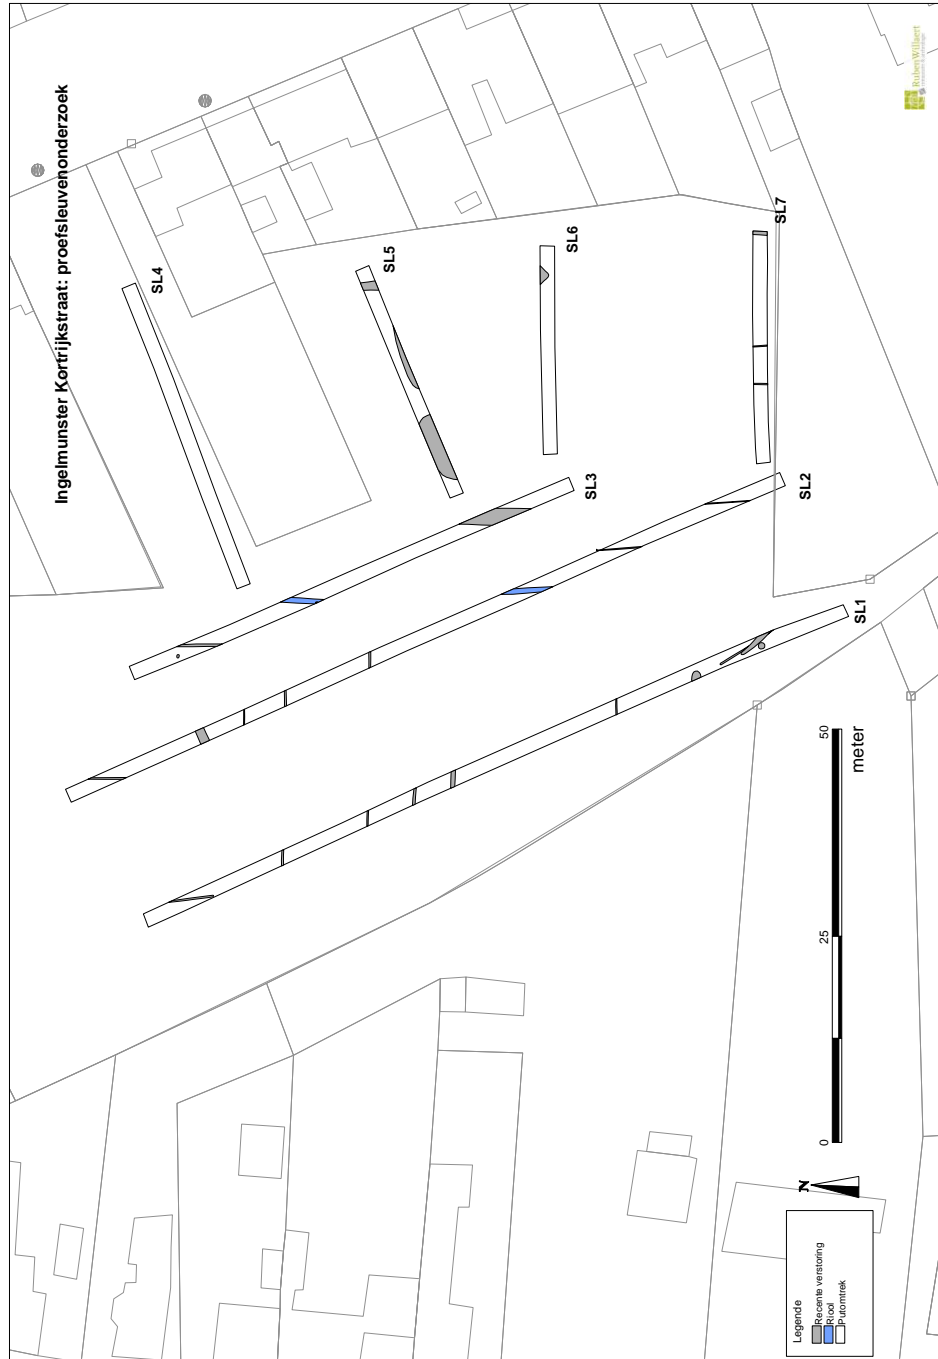 Ingelmunster Kortrijkstraat: proefsleuvenonderzoek
RubenWillaert
SL4
SL5
SL6
SL7
SL3
SL2
SL1
0
25
50
meter
N
Legende
Recente verstoring
Riool
Putomtrek